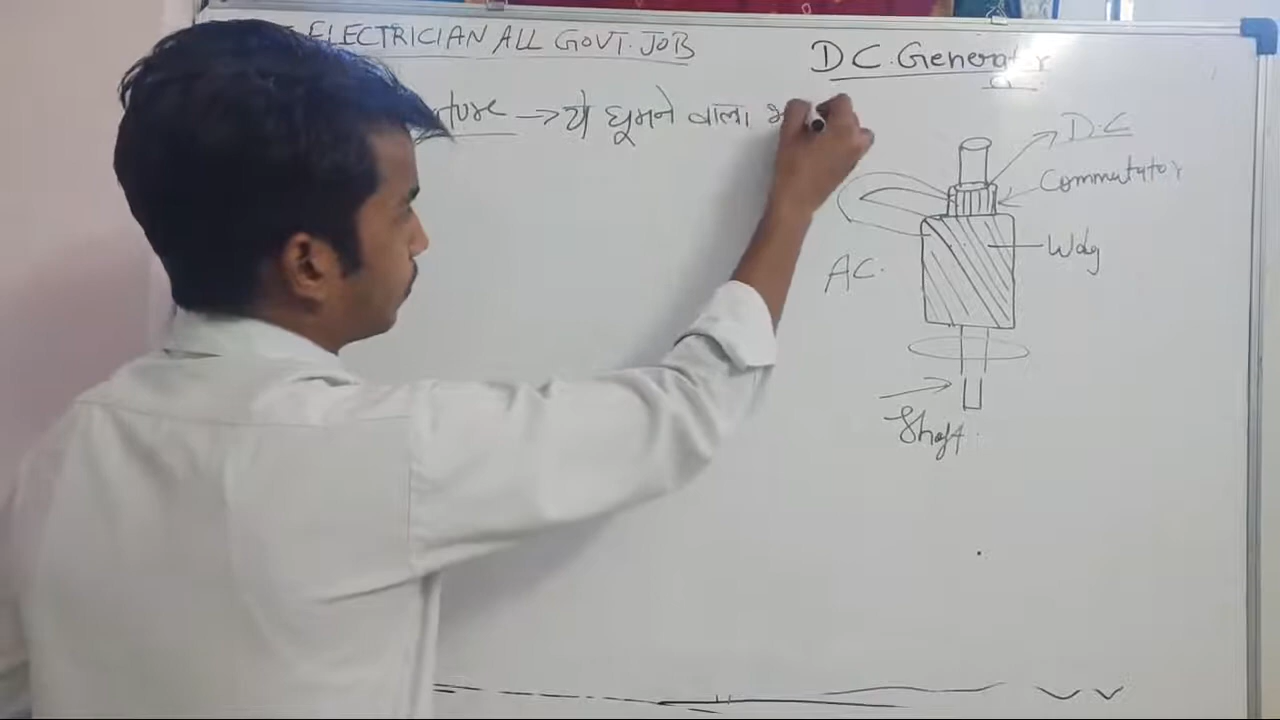 ELECTRICIAN ALL GOVT. JOB
D.C. Generator
→ ये घूमने वाला
D.C
Commutator
Wdg
AC.
Shaft